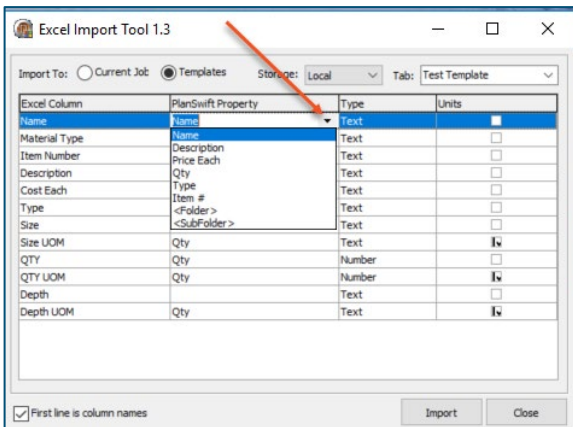 Excel Import Tool 1.3
Import To: Current Job Templates Storage: Local Tab: Test Template
Excel Column PlanSwift Property Type Units
Name Name Text
Material Type Name Text
Item Number Description Text
Description Price Each Text
Cost Each Qty Text
Type Type Text
Size Item # Text
<Folder>
<SubFolder>
Size UOM Qty Text
QTY Qty Number
QTY UOM Qty Number
Depth Text
Depth UOM Qty Text
First line is column names Import Close